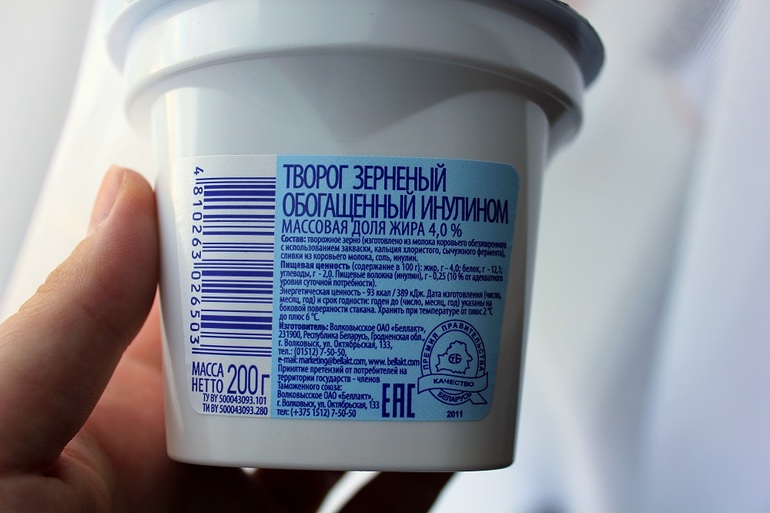 4810263026503
ТВОРОГ ЗЕРНЕНЫЙ
ОБОГАЩЕННЫЙ ИНУЛИНОМ
МАССОВАЯ ДОЛЯ ЖИРА 4,0 %
Состав: творожное зерно (изготовлено из молока коровьего обезжиренного
с использованием закваски, кальция хлористого, сычужного фермента),
сливки из коровьего молока, соль, инулин.
Пищевая ценность (содержание в 100 г): жир, г - 4,0; белок, г - 12,1;
углеводы, г - 2,0. Пищевые волокна (инулин), г - 0,25 (10 % от адекватного
уровня суточной потребности).
Энергетическая ценность - 93 ккал / 389 кДж. Дата изготовления (число,
месяц, год) и срок годности: годен до (число, месяц, год) указаны на
боковой поверхности стакана. Хранить при температуре от плюс 2 °С
до плюс 6 °С.
Изготовитель: Волковысское ОАО «Беллакт»,
231900, Республика Беларусь, Гродненская обл.,
г. Волковыск, ул. Октябрьская, 133,
тел.: (01512) 7-50-50,
e-mail: marketing@bellakt.com, www.bellakt.com
Принятие претензий от потребителей на
территории государств - членов
Таможенного союза:
Волковысское ОАО «Беллакт»,
г. Волковыск, ул. Октябрьская, 133
тел: (+375 1512) 7-50-50
EAC
ПРЕМИЯ ПРАВИТЕЛЬСТВА
КАЧЕСТВО
БЕЛАРУСЬ
2011
МАССА
НЕТТО 200 г
ТУ BY 500043093.101
ТИ BY 500043093.280